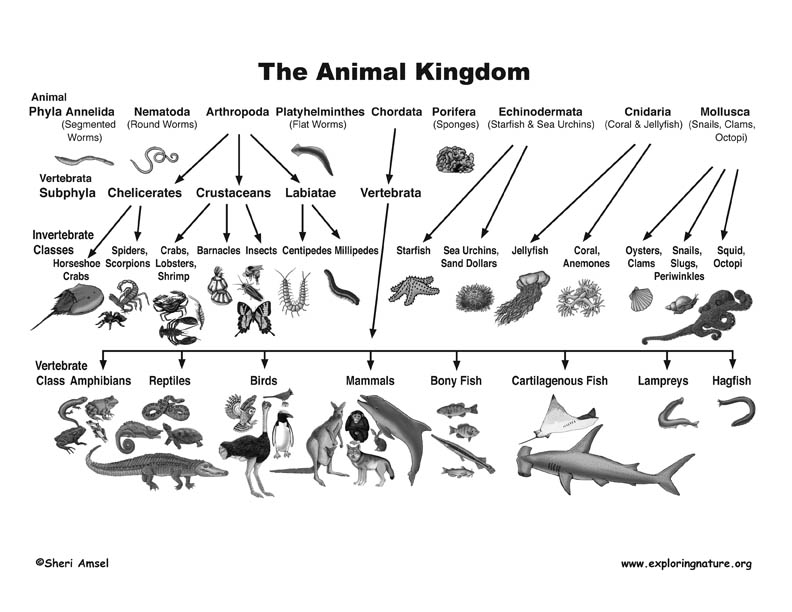 The Animal Kingdom
Animal
Phyla Annelida Nematoda Arthropoda Platyhelminthes Chordata Porifera Echinodermata Cnidaria Mollusca
(Segmented (Round Worms) (Flat Worms) (Sponges) (Starfish & Sea Urchins) (Coral & Jellyfish) (Snails, Clams,
Worms) Octopi)
Vertebrata
Subphyla Chelicerates Crustaceans Labiatae Vertebrata
Invertebrate
Classes Spiders, Crabs, Barnacles Insects Centipedes Millipedes Starfish Sea Urchins, Jellyfish Coral, Oysters, Snails, Squid,
Horseshoe Scorpions Lobsters, Sand Dollars Anemones Clams Slugs, Octopi
Crabs Shrimp Periwinkles
Vertebrate
Class Amphibians Reptiles Birds Mammals Bony Fish Cartilagenous Fish Lampreys Hagfish
©Sheri Amsel www.exploringnature.org